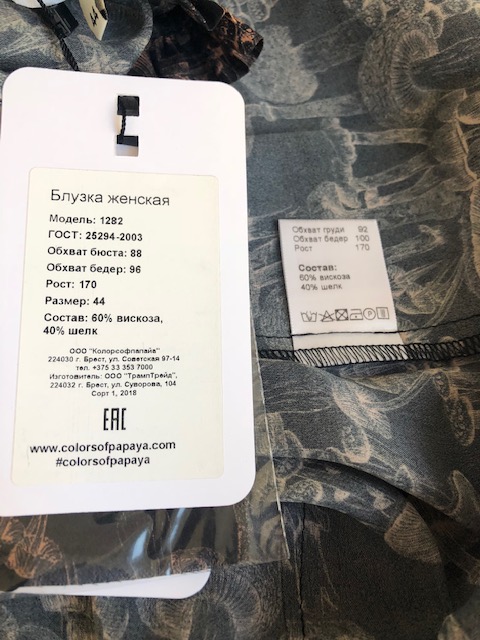 Блузка женская
Модель: 1282
ГОСТ: 25294-2003
Обхват бюста: 88
Обхват бедер: 96
Рост: 170
Размер: 44
Состав: 60% вискоза,
40% шелк
ООО "Колорсофпапайя"
224030 г. Брест, ул. Советская 97-14
тел. +375 33 353 7000
Изготовитель: ООО "ТрампТрейд",
224032 г. Брест, ул. Суворова, 104
Сорт 1, 2018
ЕАС
www.colorsofpapaya.com
#colorsofpapaya
Обхват груди 92
Обхват бедер 100
Рост 170
Состав:
60% вискоза
40% шелк